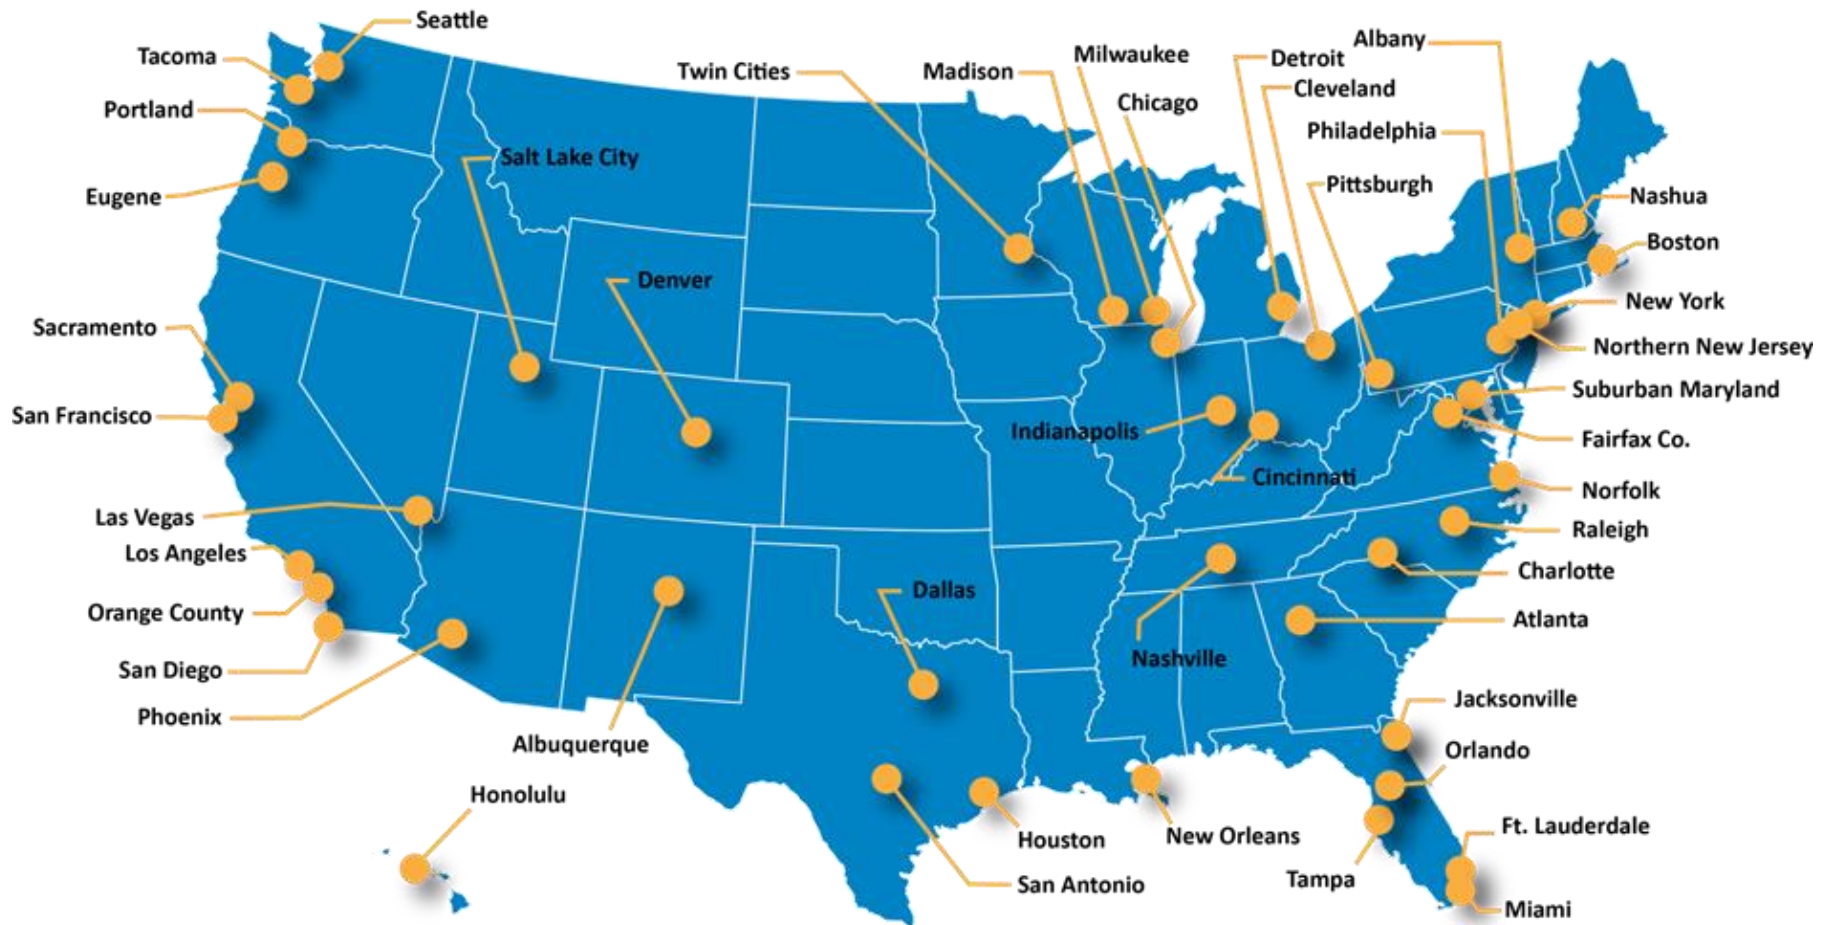 Seattle
Albany
Tacoma
Milwaukee
Detroit
Twin Cities
Madison
Cleveland
Chicago
Portland
Philadelphia
Salt Lake City
Pittsburgh
Eugene
Nashua
Boston
Denver
New York
Sacramento
Northern New Jersey
Suburban Maryland
San Francisco
Indianapolis
Fairfax Co.
Cincinnati
Norfolk
Las Vegas
Raleigh
Los Angeles
Charlotte
Dallas
Orange County
Atlanta
Nashville
San Diego
Jacksonville
Phoenix
Albuquerque
Orlando
Honolulu
Ft. Lauderdale
New Orleans
Houston
Tampa
San Antonio
Miami